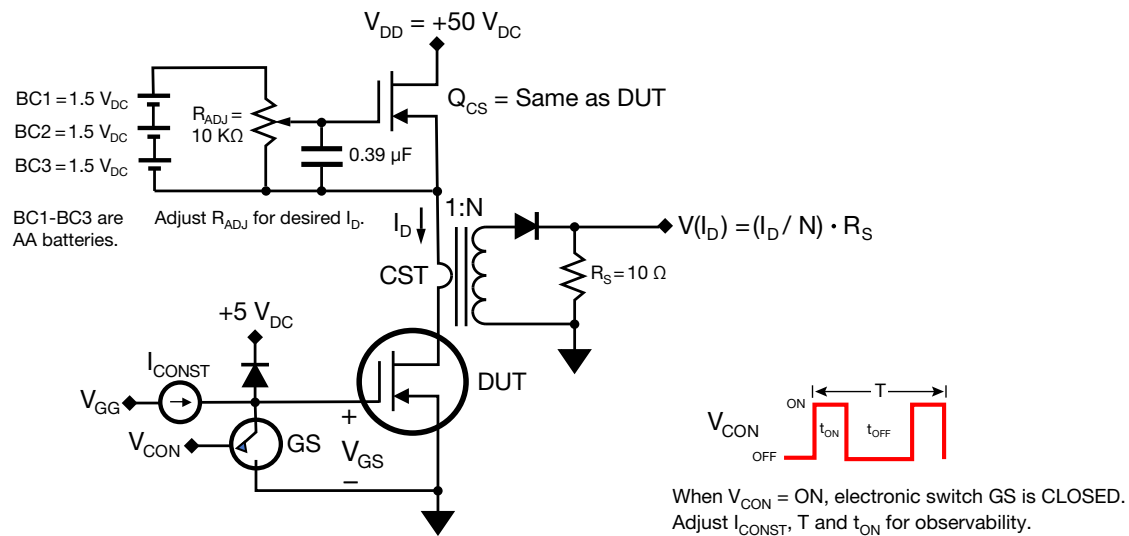 V_DD = +50 V_DC
BC1 = 1.5 V_DC
BC2 = 1.5 V_DC
BC3 = 1.5 V_DC
R_ADJ =
10 KΩ
Q_CS = Same as DUT
0.39 µF
BC1-BC3 are
AA batteries.
Adjust R_ADJ for desired I_D.
I_D
1:N
CST
V(I_D) = (I_D / N) · R_S
R_S = 10 Ω
+5 V_DC
I_CONST
V_GG
DUT
V_CON
GS
+
V_GS
–
T
ON
V_CON
t_ON
t_OFF
OFF
When V_CON = ON, electronic switch GS is CLOSED.
Adjust I_CONST, T and t_ON for observability.